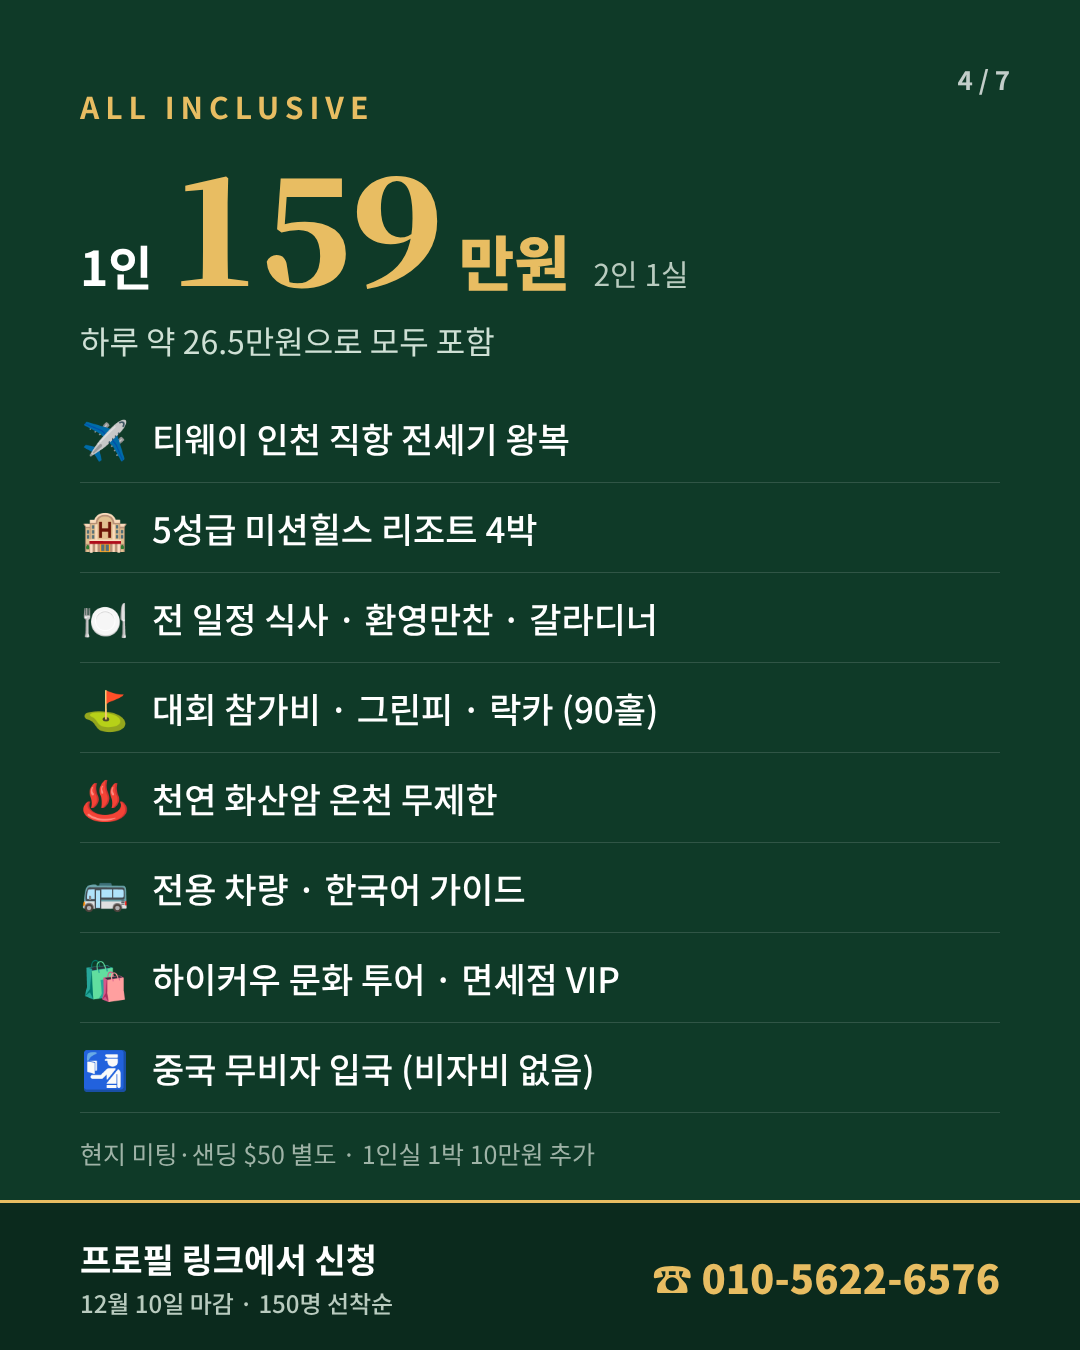 4 / 7
ALL INCLUSIVE
1인 159 만원 2인 1실
하루 약 26.5만원으로 모두 포함
티웨이 인천 직항 전세기 왕복
5성급 미션힐스 리조트 4박
전 일정 식사 · 환영만찬 · 갈라디너
대회 참가비 · 그린피 · 락카 (90홀)
천연 화산암 온천 무제한
전용 차량 · 한국어 가이드
하이커우 문화 투어 · 면세점 VIP
중국 무비자 입국 (비자비 없음)
현지 미팅·샌딩 $50 별도 · 1인실 1박 10만원 추가
프로필 링크에서 신청
12월 10일 마감 · 150명 선착순
☎ 010-5622-6576